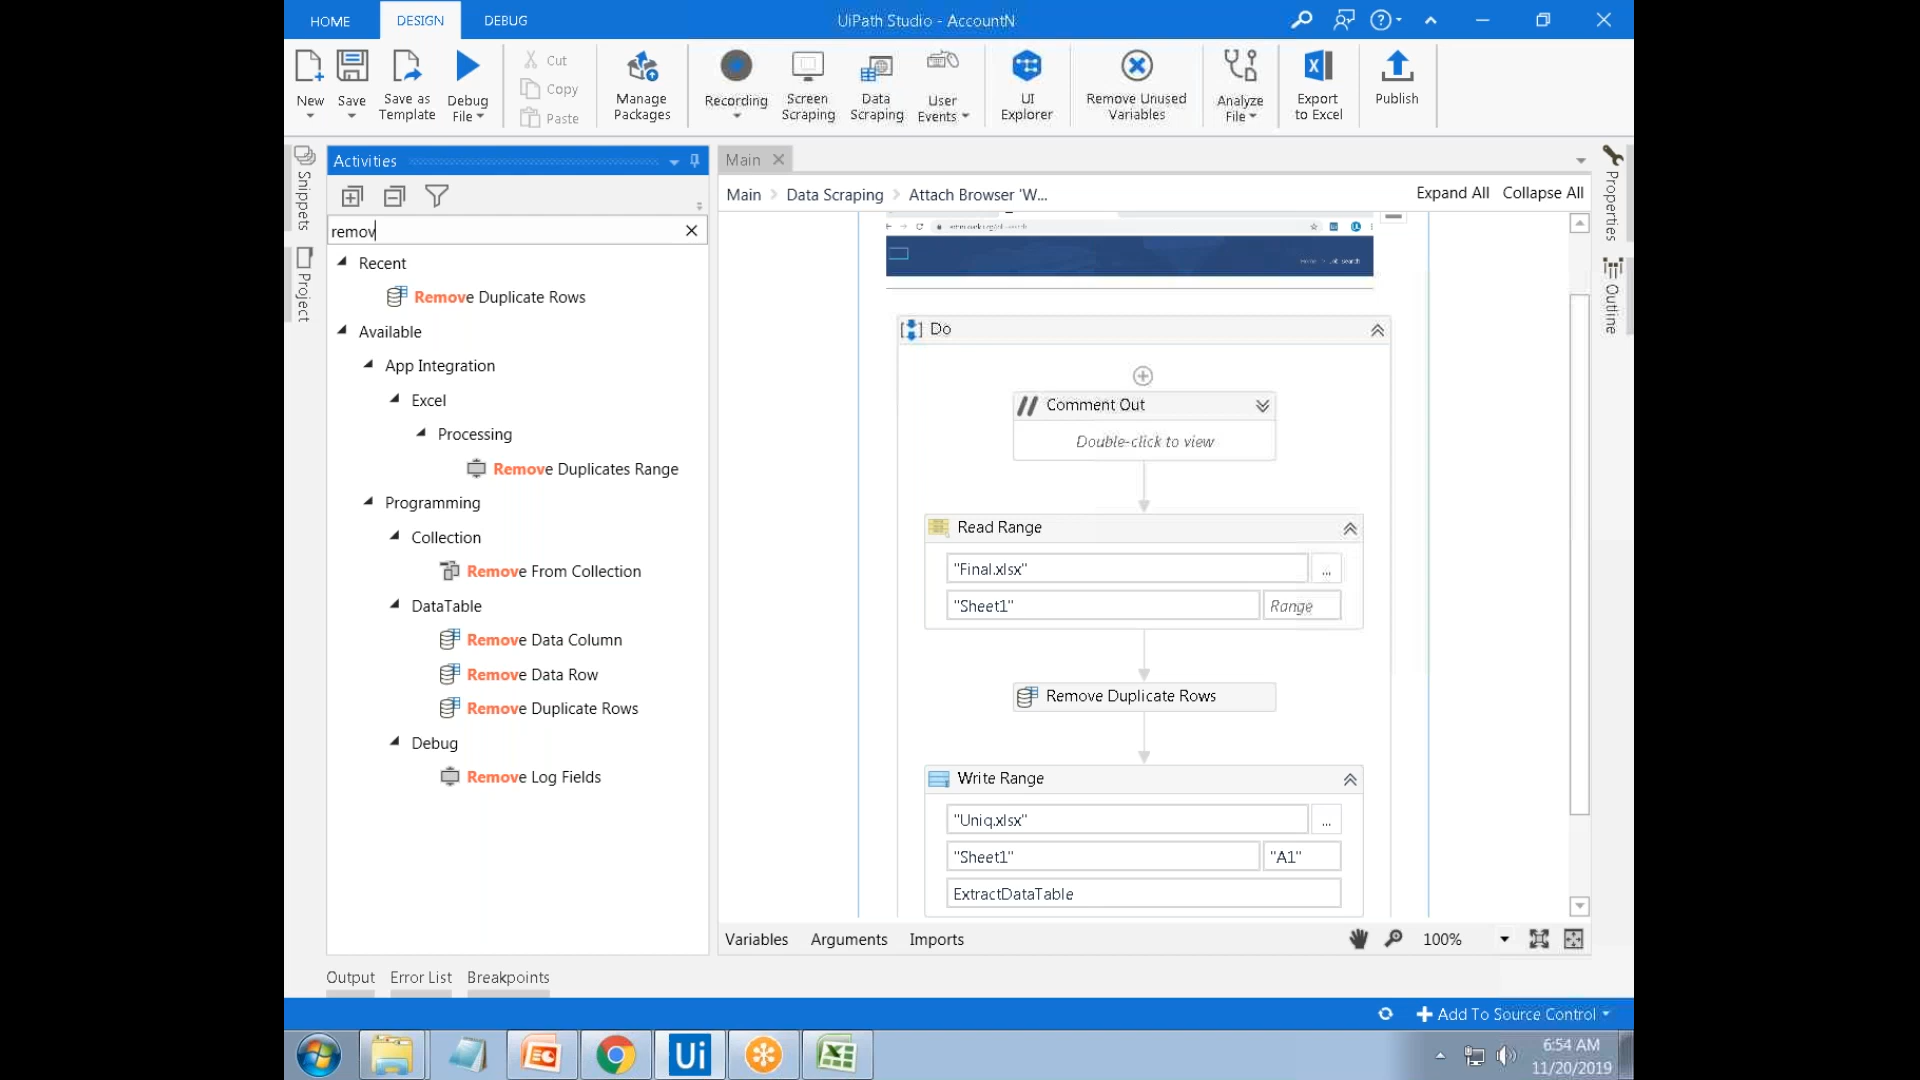 HOME
DESIGN
DEBUG
UiPath Studio - AccountN
New
Save
Save as
Template
Debug
File
Cut
Copy
Paste
Manage
Packages
Recording
Screen
Scraping
Data
Scraping
User
Events
UI
Explorer
Remove Unused
Variables
Analyze
File
Export
to Excel
Publish
Snippets
Project
Activities
remov
Recent
Remove Duplicate Rows
Available
App Integration
Excel
Processing
Remove Duplicates Range
Programming
Collection
Remove From Collection
DataTable
Remove Data Column
Remove Data Row
Remove Duplicate Rows
Debug
Remove Log Fields
Main
Main > Data Scraping > Attach Browser 'W...
Expand All
Collapse All
Do
Comment Out
Double-click to view
Read Range
"Final.xlsx"
...
"Sheet1"
Range
Remove Duplicate Rows
Write Range
"Uniq.xlsx"
...
"Sheet1"
"A1"
ExtractDataTable
Variables
Arguments
Imports
100%
Properties
Outline
Output
Error List
Breakpoints
Add To Source Control
Ui
6:54 AM
11/20/2019